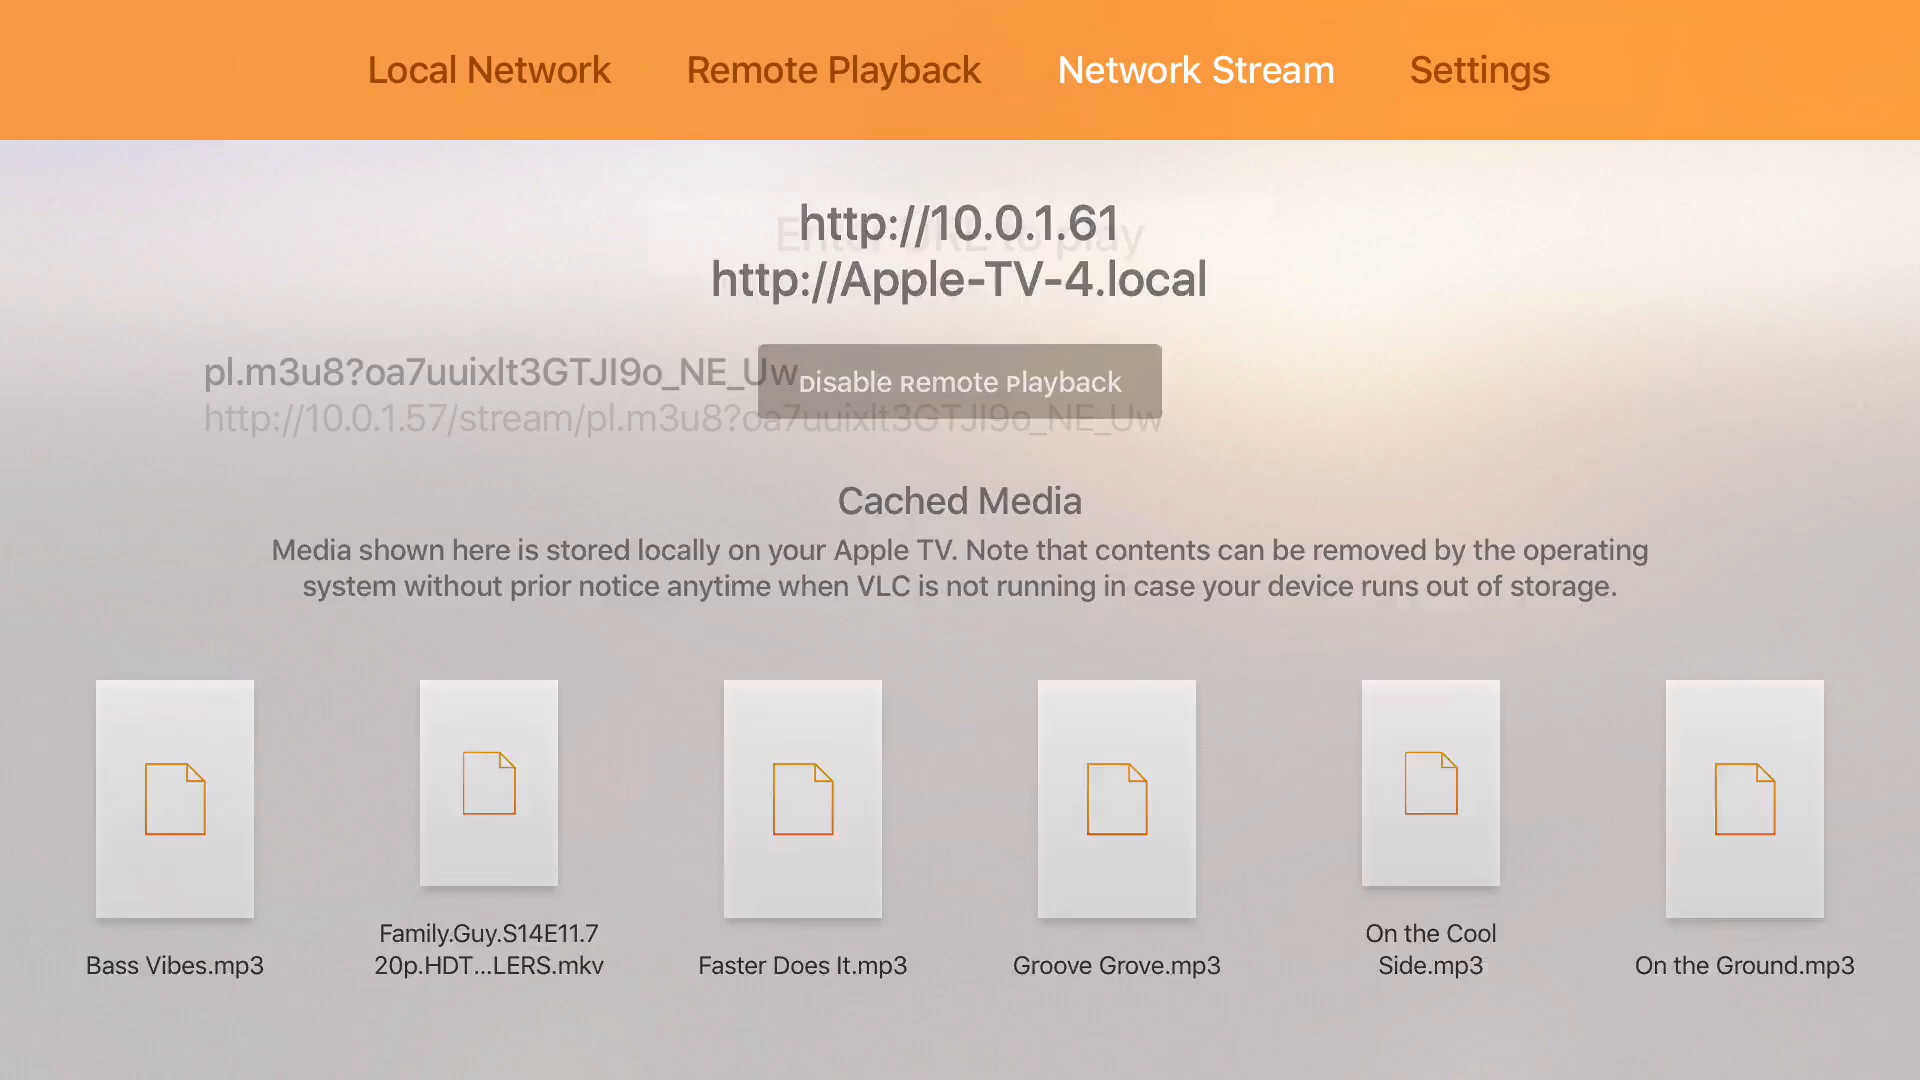 Local Network Remote Playback Network Stream Settings
Enter URL to play
http://10.0.1.61
http://Apple-TV-4.local
pl.m3u8?oa7uuixlt3GTJI9o_NE_Uw
Disable Remote Playback
http://10.0.1.57/stream/pl.m3u8?oa7uuixlt3GTJI9o_NE_Uw
Cached Media
Media shown here is stored locally on your Apple TV. Note that contents can be removed by the operating
system without prior notice anytime when VLC is not running in case your device runs out of storage.
Bass Vibes.mp3
Family.Guy.S14E11.7
20p.HDT...LERS.mkv
Faster Does It.mp3
Groove Grove.mp3
On the Cool
Side.mp3
On the Ground.mp3